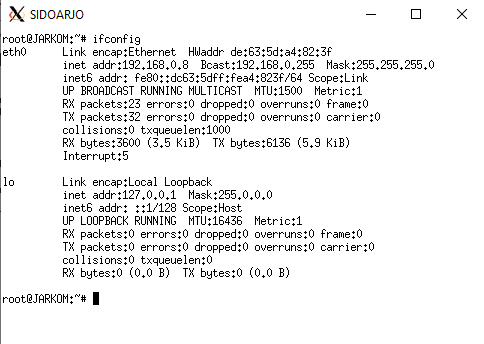 SIDOARJO
root@JARKOM:~# ifconfig
eth0      Link encap:Ethernet  HWaddr de:63:5d:a4:82:3f
          inet addr:192.168.0.8  Bcast:192.168.0.255  Mask:255.255.255.0
          inet6 addr: fe80::dc63:5dff:fea4:823f/64 Scope:Link
          UP BROADCAST RUNNING MULTICAST  MTU:1500  Metric:1
          RX packets:23 errors:0 dropped:0 overruns:0 frame:0
          TX packets:32 errors:0 dropped:0 overruns:0 carrier:0
          collisions:0 txqueuelen:1000
          RX bytes:3600 (3.5 KiB)  TX bytes:6136 (5.9 KiB)
          Interrupt:5
lo        Link encap:Local Loopback
          inet addr:127.0.0.1  Mask:255.0.0.0
          inet6 addr: ::1/128 Scope:Host
          UP LOOPBACK RUNNING  MTU:16436  Metric:1
          RX packets:0 errors:0 dropped:0 overruns:0 frame:0
          TX packets:0 errors:0 dropped:0 overruns:0 carrier:0
          collisions:0 txqueuelen:0
          RX bytes:0 (0.0 B)  TX bytes:0 (0.0 B)
root@JARKOM:~#